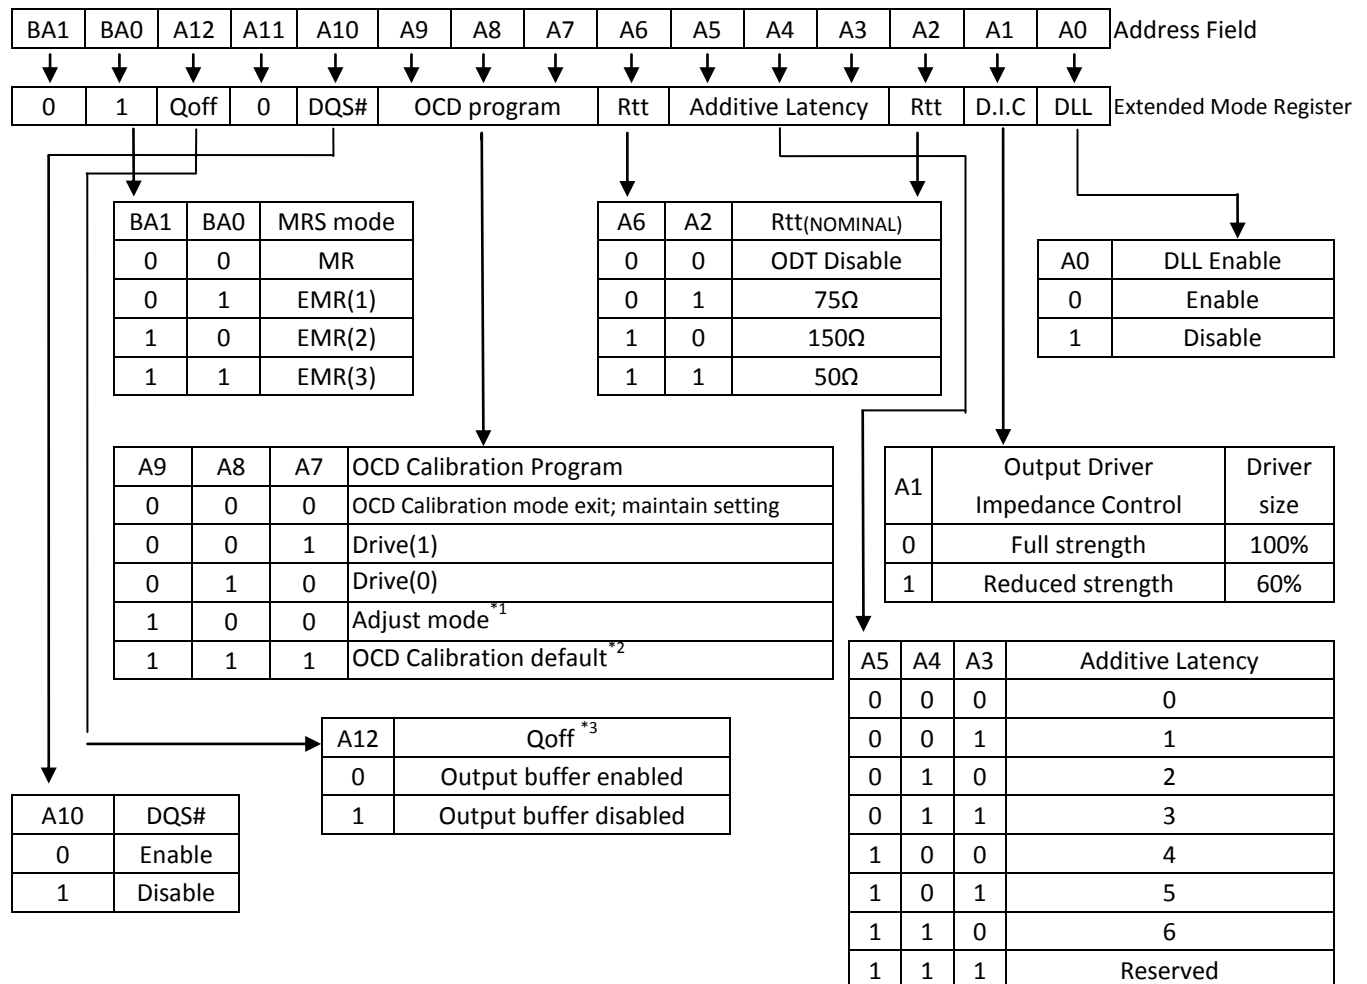 BA1 BA0 A12 A11 A10 A9 A8 A7 A6 A5 A4 A3 A2 A1 A0 Address Field
0 1 Qoff 0 DQS# OCD program Rtt Additive Latency Rtt D.I.C DLL Extended Mode Register
BA1 BA0 MRS mode
0 0 MR
0 1 EMR(1)
1 0 EMR(2)
1 1 EMR(3)
A6 A2 Rtt(NOMINAL)
0 0 ODT Disable
0 1 75Ω
1 0 150Ω
1 1 50Ω
A0 DLL Enable
0 Enable
1 Disable
A9 A8 A7 OCD Calibration Program
0 0 0 OCD Calibration mode exit; maintain setting
0 0 1 Drive(1)
0 1 0 Drive(0)
1 0 0 Adjust mode*1
1 1 1 OCD Calibration default*2
A1 Output Driver Impedance Control Driver size
0 Full strength 100%
1 Reduced strength 60%
A12 Qoff*3
0 Output buffer enabled
1 Output buffer disabled
A10 DQS#
0 Enable
1 Disable
A5 A4 A3 Additive Latency
0 0 0 0
0 0 1 1
0 1 0 2
0 1 1 3
1 0 0 4
1 0 1 5
1 1 0 6
1 1 1 Reserved